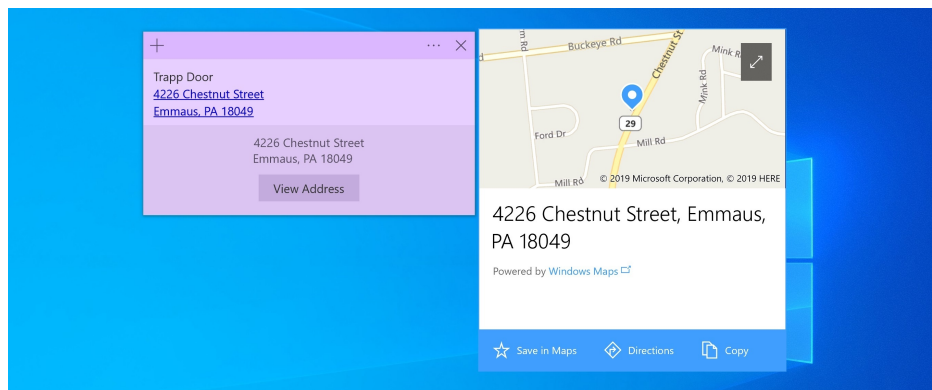 Trapp Door
4226 Chestnut Street
Emmaus, PA 18049
4226 Chestnut Street
Emmaus, PA 18049
View Address
Buckeye Rd
Chestnut St
Mink
Mink Rd
29
Ford Dr
Mill Rd
Mill Rd
© 2019 Microsoft Corporation, © 2019 HERE
4226 Chestnut Street, Emmaus,
PA 18049
Powered by Windows Maps
Save in Maps
Directions
Copy